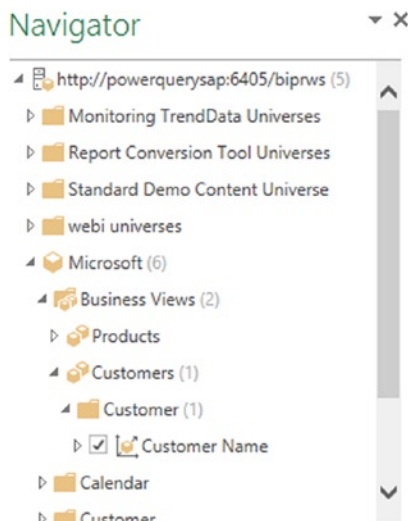 Navigator
http://powerquerysap:6405/biprws (5)
Monitoring TrendData Universes
Report Conversion Tool Universes
Standard Demo Content Universe
webi universes
Microsoft (6)
Business Views (2)
Products
Customers (1)
Customer (1)
Customer Name
Calendar
Customer